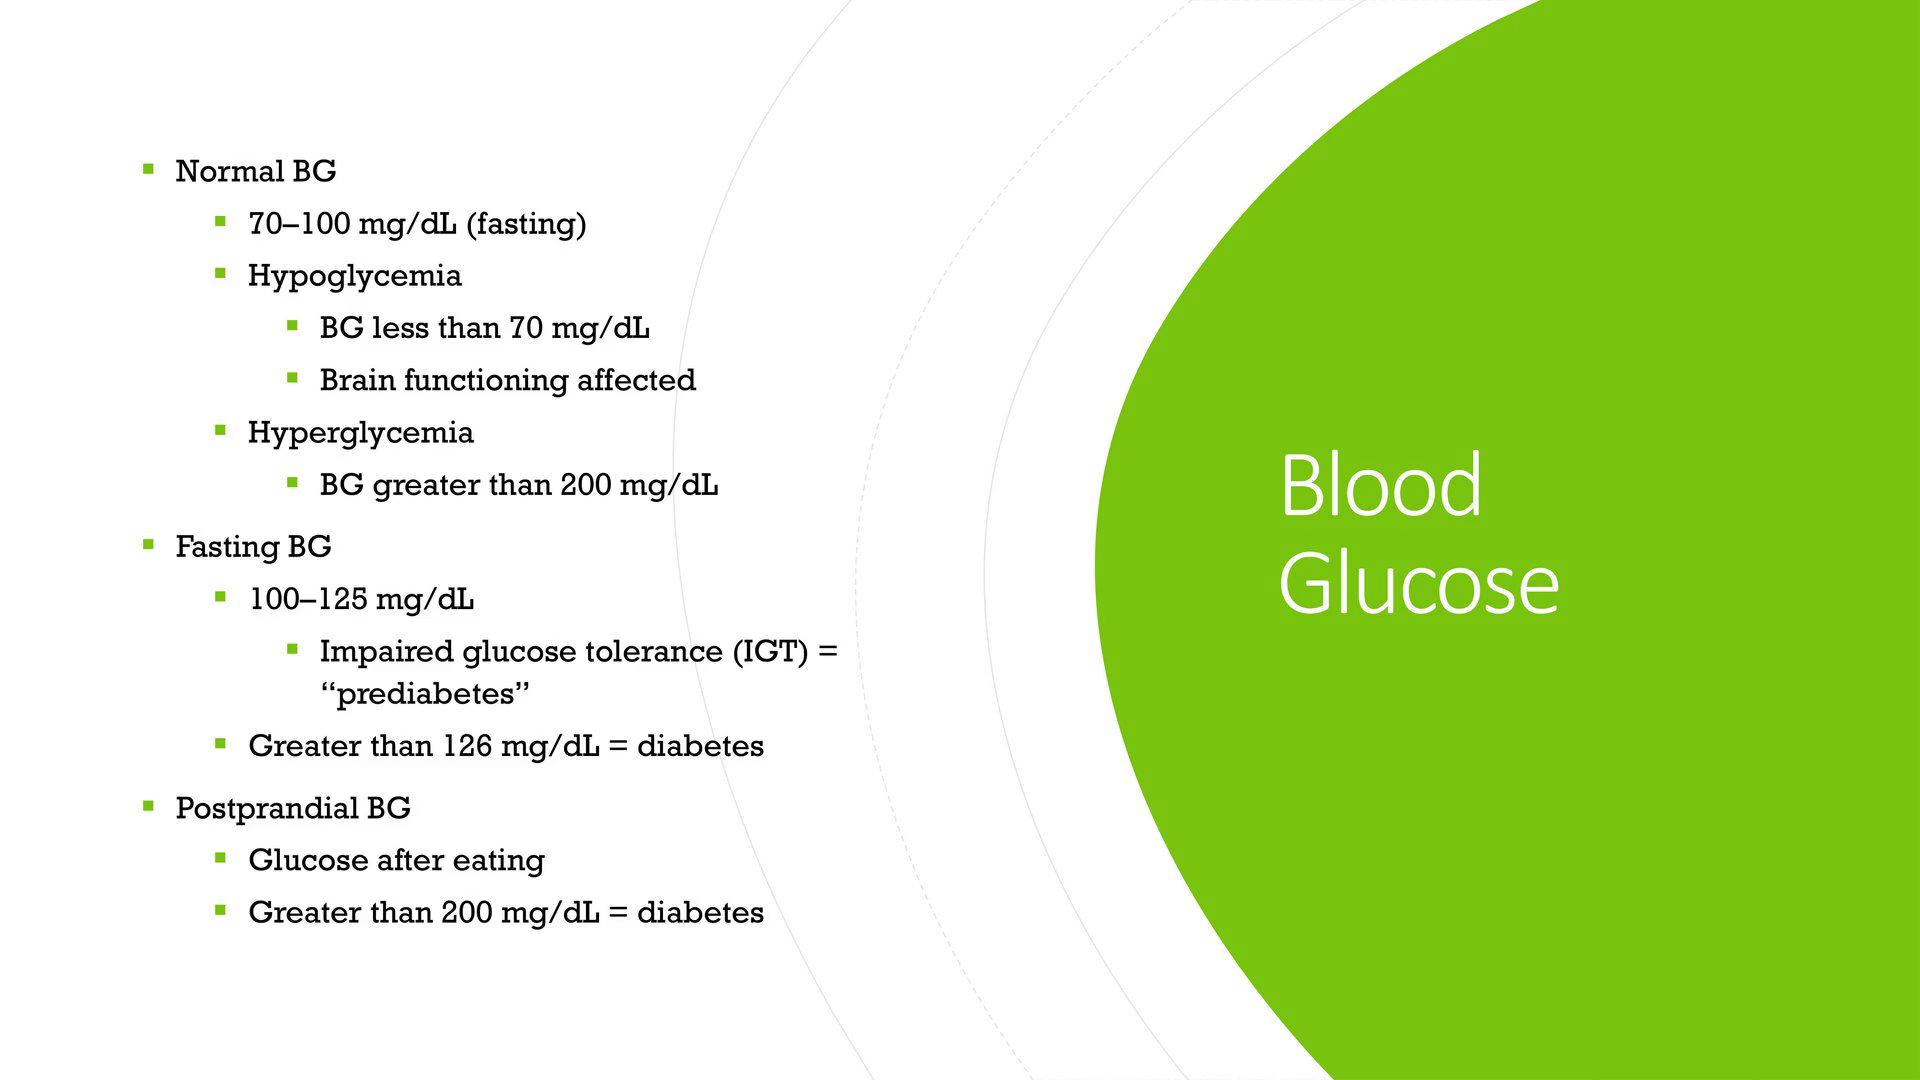 Normal BG
70–100 mg/dL (fasting)
Hypoglycemia
BG less than 70 mg/dL
Brain functioning affected
Hyperglycemia
BG greater than 200 mg/dL
Fasting BG
100–125 mg/dL
Impaired glucose tolerance (IGT) =
“prediabetes”
Greater than 126 mg/dL = diabetes
Postprandial BG
Glucose after eating
Greater than 200 mg/dL = diabetes
Blood
Glucose